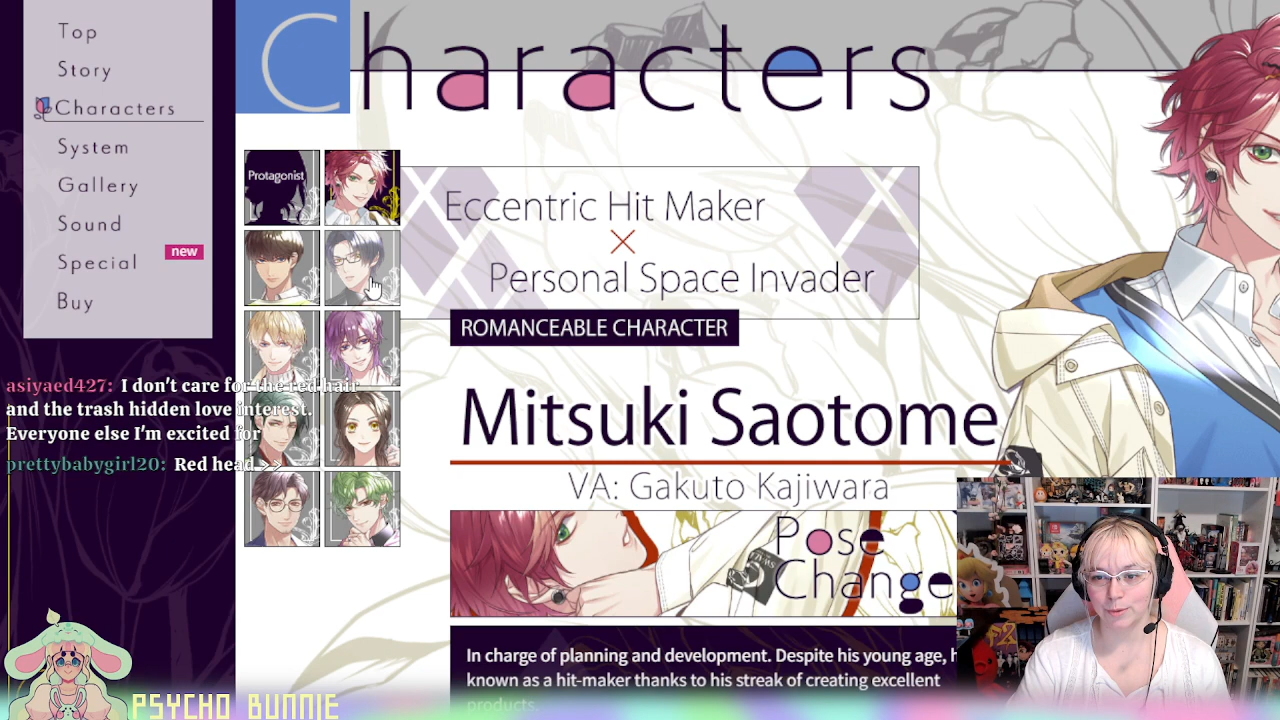 Top
Story
Characters
System
Gallery
Sound
new
Special
Buy
Characters
Protagonist
Eccentric Hit Maker
×
Personal Space Invader
ROMANCEABLE CHARACTER
Mitsuki Saotome
VA: Gakuto Kajiwara
Pose
Change
In charge of planning and development. Despite his young age, h
known as a hit-maker thanks to his streak of creating excellent
products.
asiyaed427: I don't care for the red hair
and the trash hidden love interest.
Everyone else I'm excited for
prettybabygirl20: Red head >>
PSYCHO BUNNIE